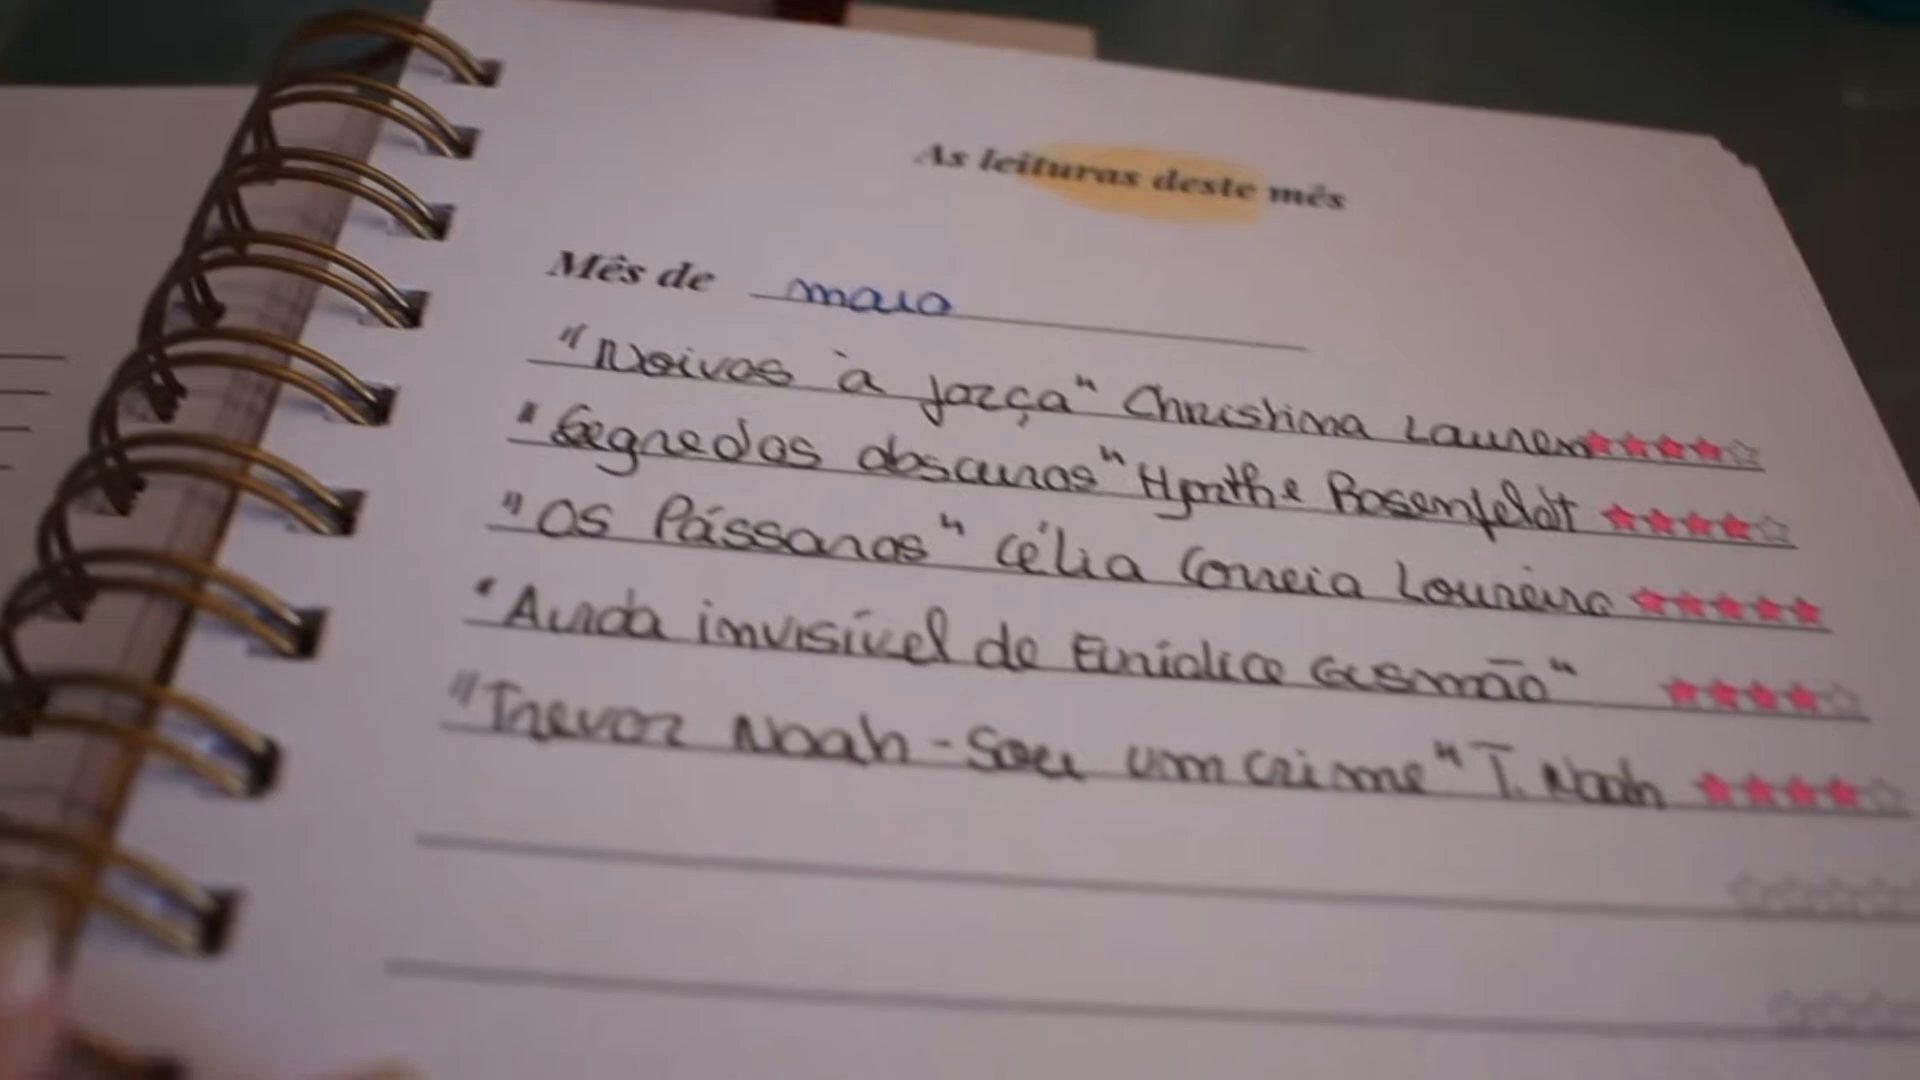 As leituras deste mês
Mês de maio
"Noivos à força" Christina Lauren
"Segredos obscuros" Hjorth e Rosenfeldt
"Os Pássaros" Célia Correia Loureiro
"A vida invisível de Eurídice Gusmão"
"Trevor Noah - Sou um crime" T. Noah